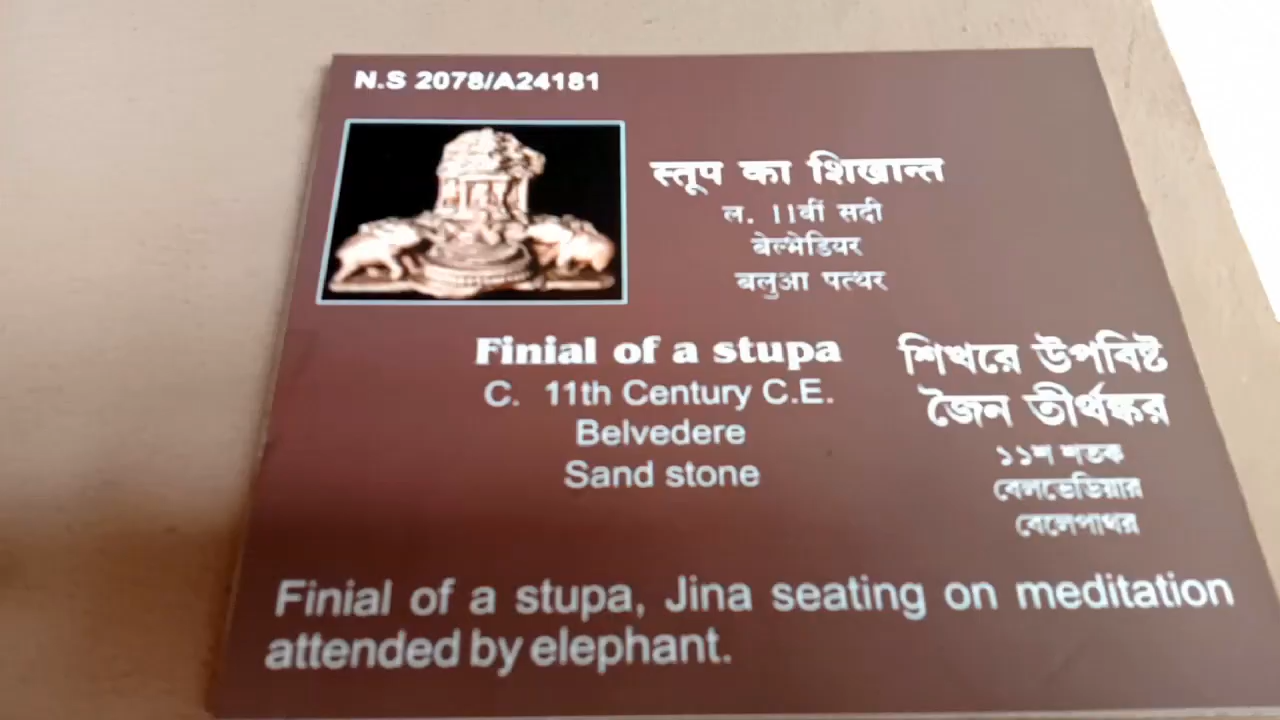 N.S 2078/A24181
स्तूप का शिखान्त
ल. 11वीं सदी
बेल्भेडियर
बलुआ पत्थर
Finial of a stupa
C. 11th Century C.E.
Belvedere
Sand stone
শিখরে উপবিষ্ট
জৈন তীর্থঙ্কর
১১শ শতক
বেলভেডিয়ার
বেলেপাথর
Finial of a stupa, Jina seating on meditation
attended by elephant.